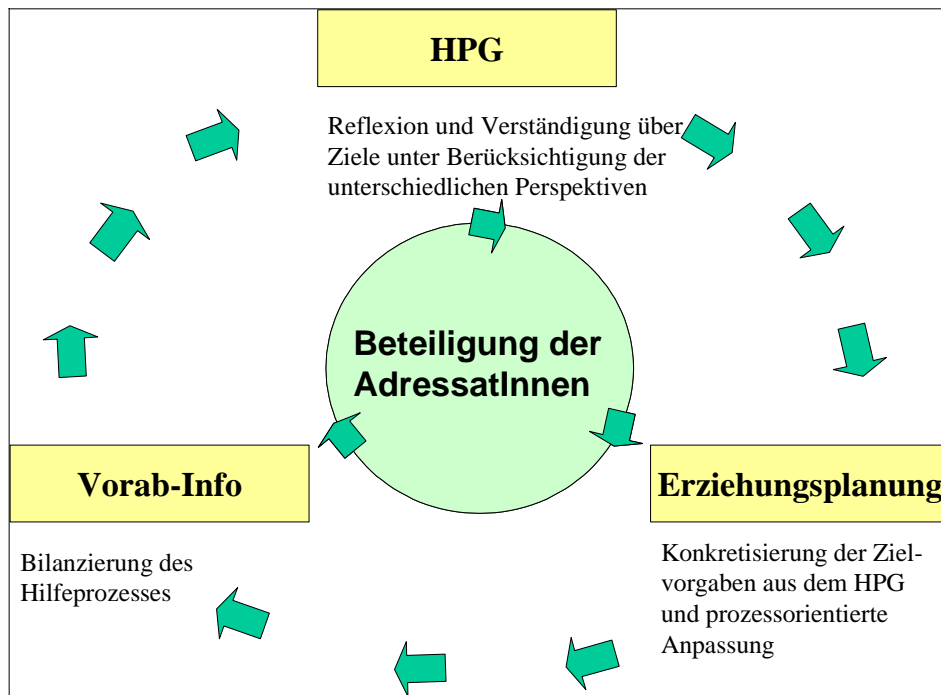 HPG
Reflexion und Verständigung über
Ziele unter Berücksichtigung der
unterschiedlichen Perspektiven
Beteiligung der
AdressatInnen
Vorab-Info
Bilanzierung des
Hilfeprozesses
Erziehungsplanung
Konkretisierung der Ziel-
vorgaben aus dem HPG
und prozessorientierte
Anpassung